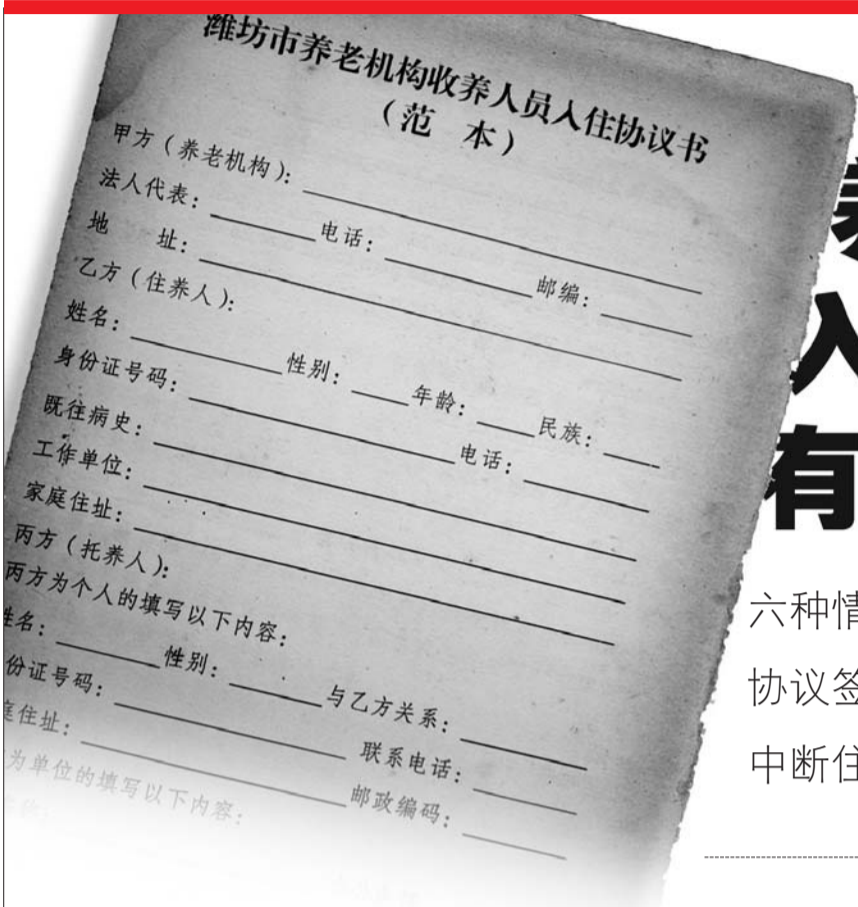 潍坊市养老机构收养人员入住协议书
（范 本）
甲方（养老机构）：
法人代表： 电话： 邮编：
地 址：
乙方（住养人）：
姓名： 性别： 年龄： 民族：
身份证号码： 电话：
既往病史：
工作单位：
家庭住址：
丙方（托养人）：
丙方为个人的填写以下内容：
姓名： 性别： 与乙方关系：
份证号码： 联系电话：
庭住址： 邮政编码：
为单位的填写以下内容：
入
有
六种情
协议签
中断住